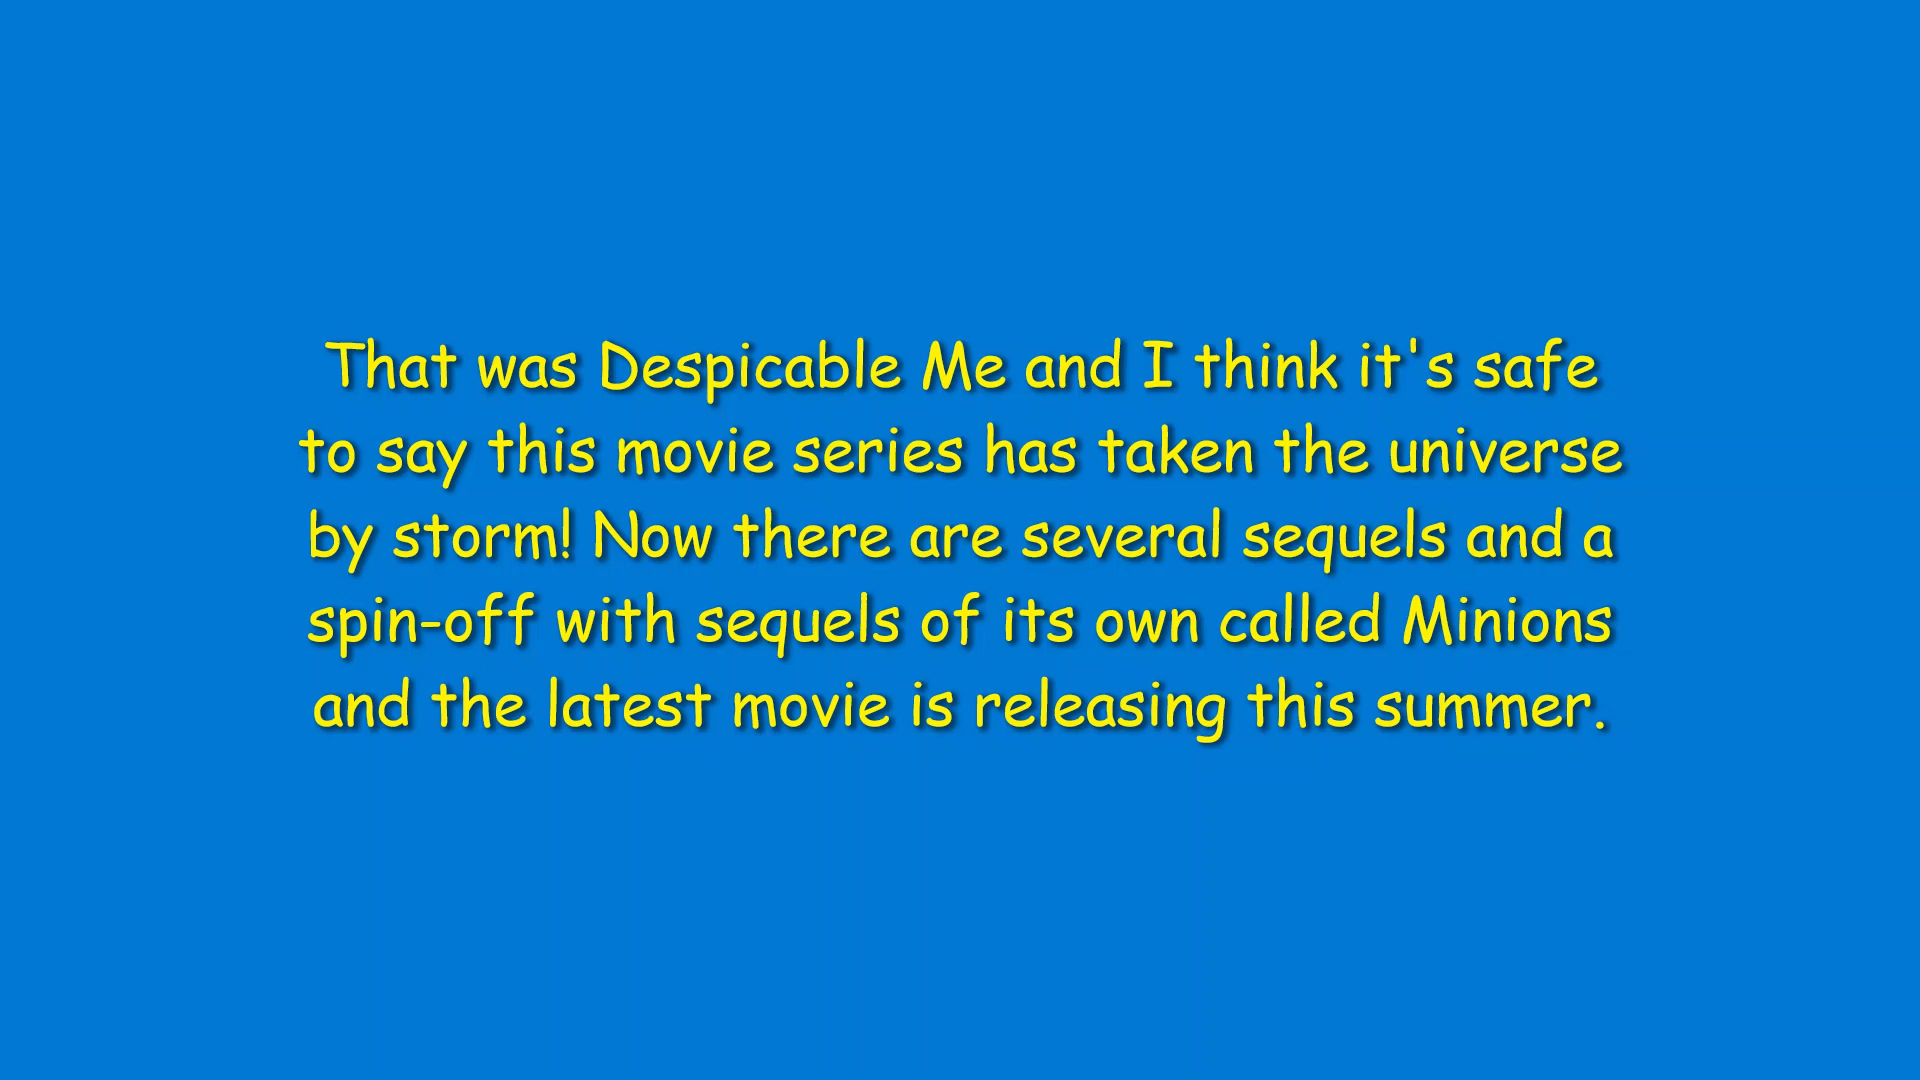 That was Despicable Me and I think it's safe
to say this movie series has taken the universe
by storm! Now there are several sequels and a
spin-off with sequels of its own called Minions
and the latest movie is releasing this summer.